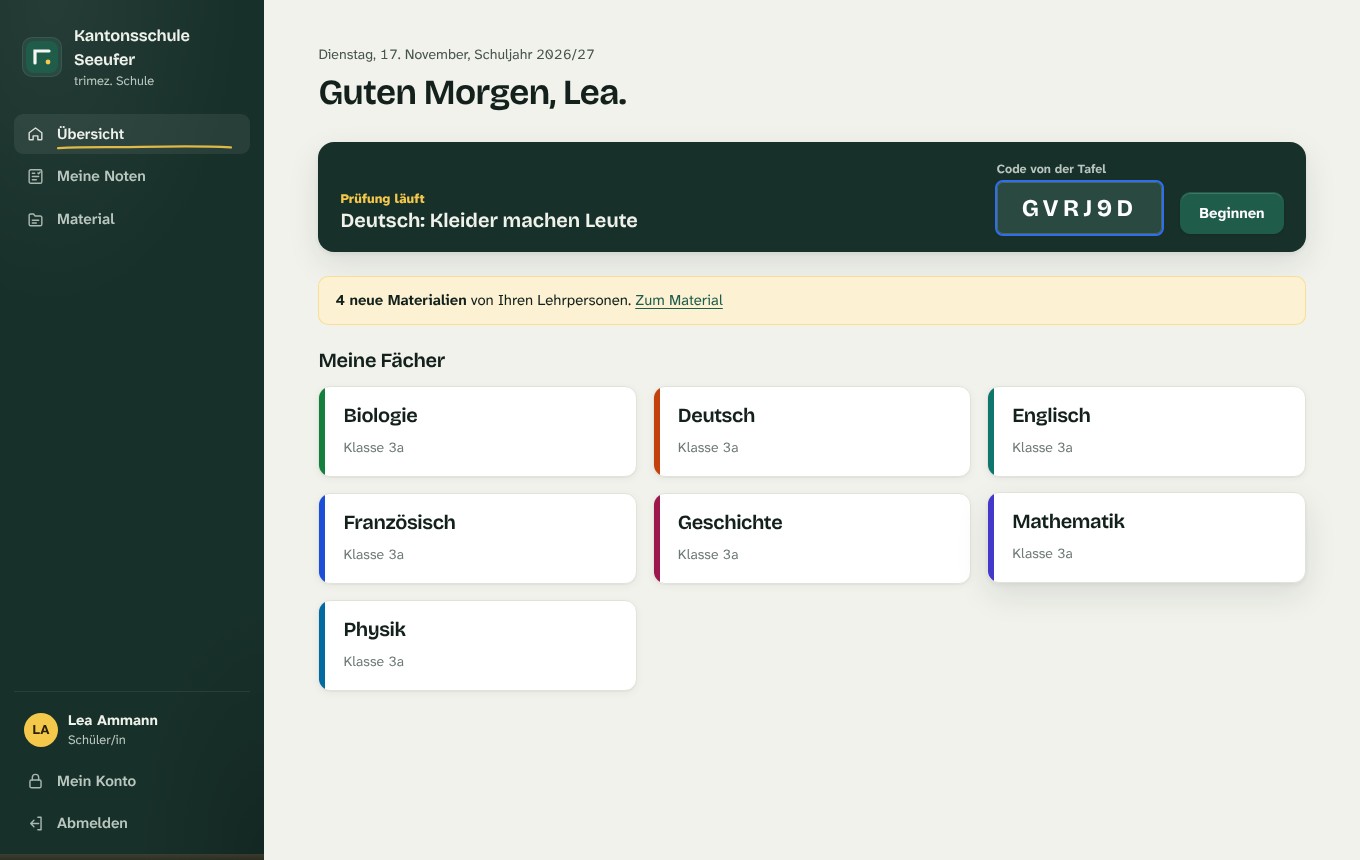 Kantonsschule
Seeufer
trimez. Schule
Übersicht
Meine Noten
Material
Lea Ammann
LA
Schüler/in
Mein Konto
Abmelden
Dienstag, 17. November, Schuljahr 2026/27
Guten Morgen, Lea.
Prüfung läuft
Deutsch: Kleider machen Leute
Code von der Tafel
GVRJ9D
Beginnen
4 neue Materialien von Ihren Lehrpersonen. Zum Material
Meine Fächer
Biologie
Klasse 3a
Deutsch
Klasse 3a
Englisch
Klasse 3a
Französisch
Klasse 3a
Geschichte
Klasse 3a
Mathematik
Klasse 3a
Physik
Klasse 3a